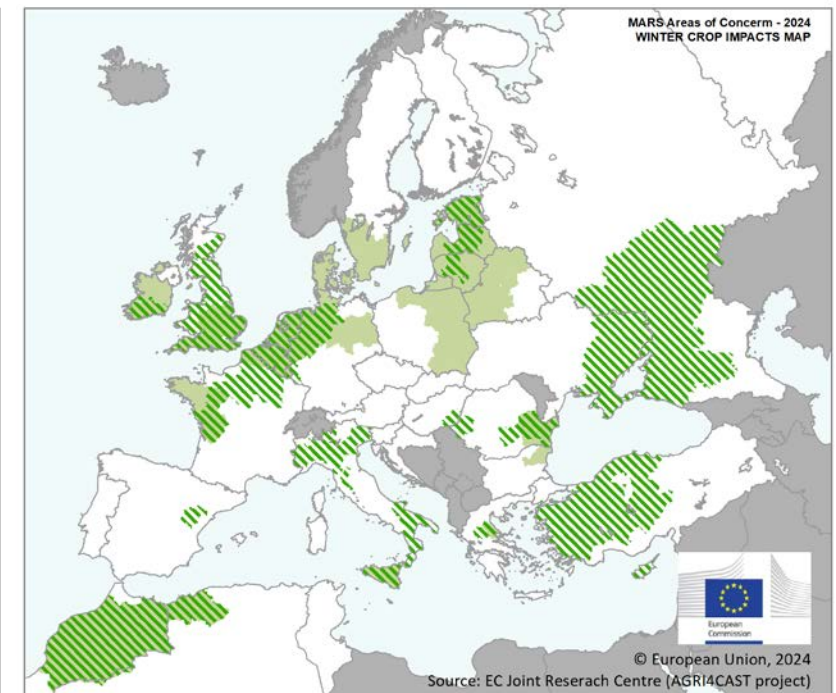 MARS Areas of Concerm - 2024
WINTER CROP IMPACTS MAP
European
Commission
© European Union, 2024
Source: EC Joint Reserach Centre (AGRI4CAST project)